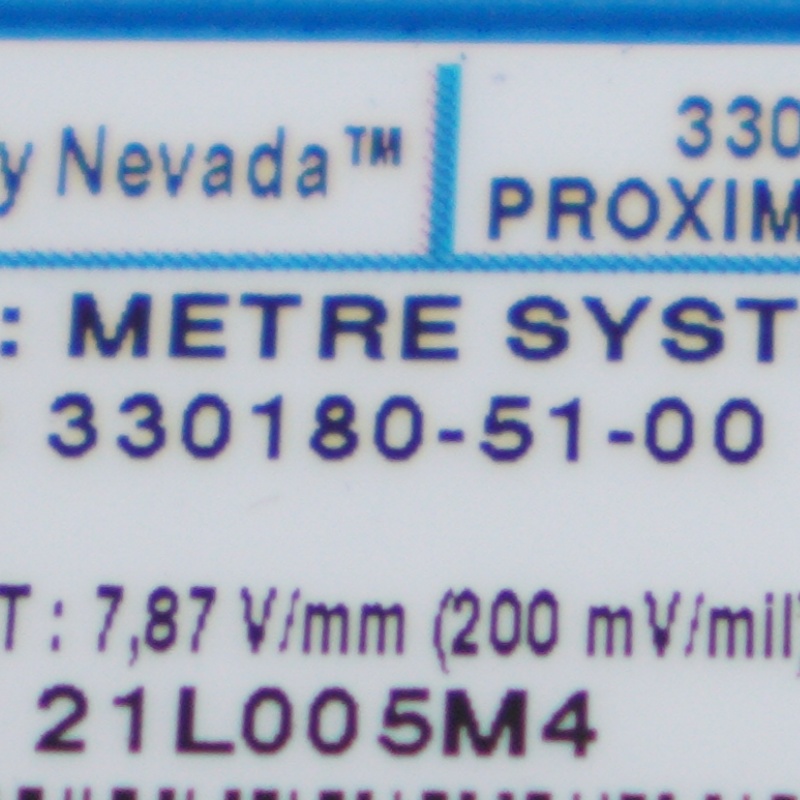 y Nevada™
330
PROXIM
: METRE SYST
330180-51-00
T : 7,87 V/mm (200 mV/mil)
21L005M4